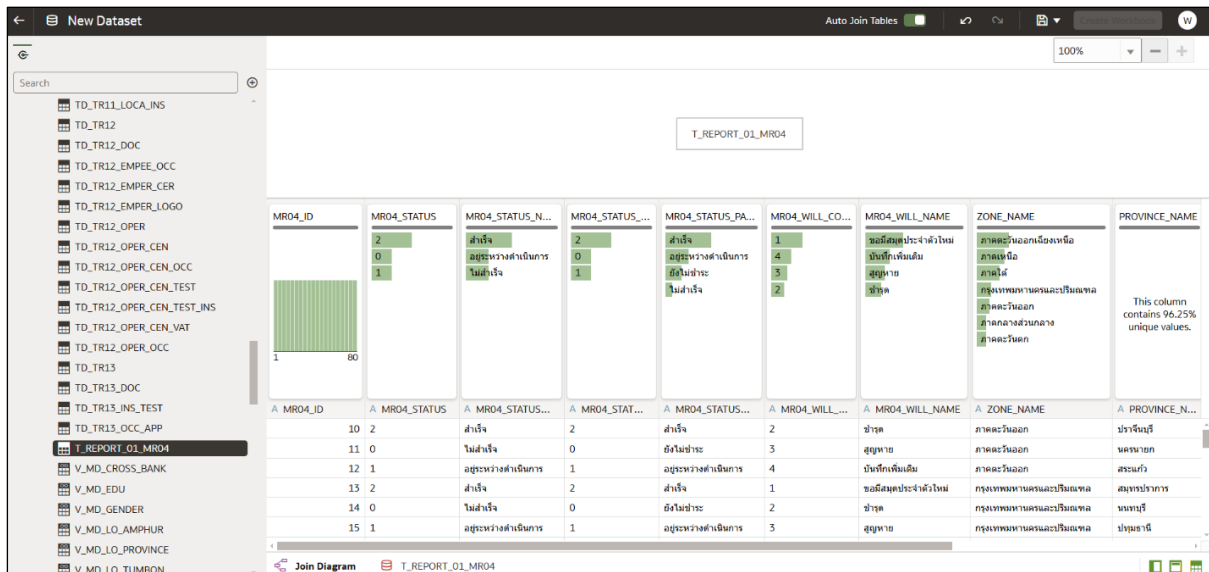 New Dataset
Auto Join Tables
Create Workbook
W
100%
Search
TD_TR11_LOCA_INS
TD_TR12
TD_TR12_DOC
TD_TR12_EMPEE_OCC
TD_TR12_EMPER_CER
TD_TR12_EMPER_LOGO
TD_TR12_OPER
TD_TR12_OPER_CEN
TD_TR12_OPER_CEN_OCC
TD_TR12_OPER_CEN_TEST
TD_TR12_OPER_CEN_TEST_INS
TD_TR12_OPER_CEN_VAT
TD_TR12_OPER_OCC
TD_TR13
TD_TR13_DOC
TD_TR13_INS_TEST
TD_TR13_OCC_APP
T_REPORT_01_MR04
V_MD_CROSS_BANK
V_MD_EDU
V_MD_GENDER
V_MD_LO_AMPHUR
V_MD_LO_PROVINCE
V_MD_LO_TUMBON
T_REPORT_01_MR04
MR04_ID
1 80
MR04_STATUS
2
0
1
MR04_STATUS_N...
สำเร็จ
อยู่ระหว่างดำเนินการ
ไม่สำเร็จ
MR04_STATUS_...
2
0
1
MR04_STATUS_PA...
สำเร็จ
อยู่ระหว่างดำเนินการ
ยังไม่ชำระ
ไม่สำเร็จ
MR04_WILL_CO...
1
4
3
2
MR04_WILL_NAME
ขอมีสมุดประจำตัวใหม่
บันทึกเพิ่มเติม
สูญหาย
ชำรุด
ZONE_NAME
ภาคตะวันออกเฉียงเหนือ
ภาคเหนือ
ภาคใต้
กรุงเทพมหานครและปริมณฑล
ภาคตะวันออก
ภาคกลางส่วนกลาง
ภาคตะวันตก
PROVINCE_NAME
This column
contains 96.25%
unique values.
A MR04_ID A MR04_STATUS A MR04_STATUS... A MR04_STAT... A MR04_STATUS... A MR04_WILL_... A MR04_WILL_NAME A ZONE_NAME A PROVINCE_N...
10 2 สำเร็จ 2 สำเร็จ 2 ชำรุด ภาคตะวันออก ปราจีนบุรี
11 0 ไม่สำเร็จ 0 ยังไม่ชำระ 3 สูญหาย ภาคตะวันออก นครนายก
12 1 อยู่ระหว่างดำเนินการ 1 อยู่ระหว่างดำเนินการ 4 บันทึกเพิ่มเติม ภาคตะวันออก สระแก้ว
13 2 สำเร็จ 2 สำเร็จ 1 ขอมีสมุดประจำตัวใหม่ กรุงเทพมหานครและปริมณฑล สมุทรปราการ
14 0 ไม่สำเร็จ 0 ยังไม่ชำระ 2 ชำรุด กรุงเทพมหานครและปริมณฑล นนทบุรี
15 1 อยู่ระหว่างดำเนินการ 1 อยู่ระหว่างดำเนินการ 3 สูญหาย กรุงเทพมหานครและปริมณฑล ปทุมธานี
Join Diagram T_REPORT_01_MR04